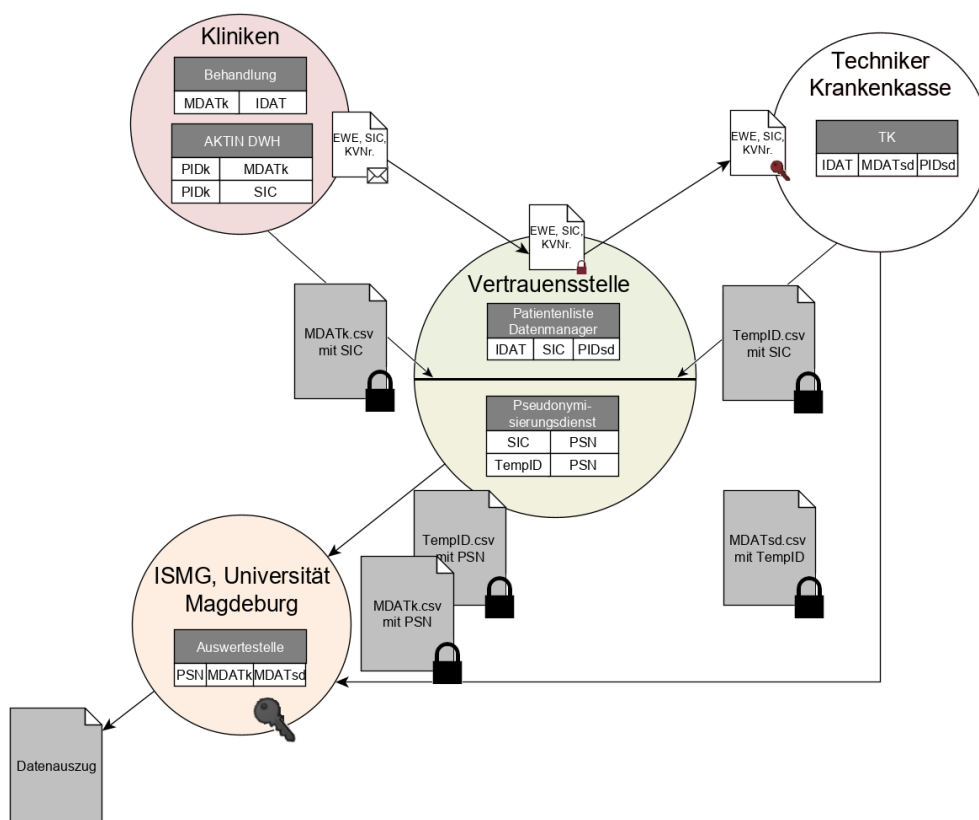 Kliniken
Behandlung
MDATk IDAT
AKTIN DWH
PIDk MDATk
PIDk SIC
EWE, SIC,
KVNr.
EWE, SIC,
KVNr.
EWE, SIC,
KVNr.
Techniker
Krankenkasse
TK
IDAT MDATsd PIDsd
Vertrauensstelle
Patientenliste
Datenmanager
IDAT SIC PIDsd
MDATk.csv
mit SIC
TempID.csv
mit SIC
Pseudonymi-
sierungsdienst
SIC PSN
TempID PSN
TempID.csv
mit PSN
MDATk.csv
mit PSN
MDATsd.csv
mit TempID
ISMG, Universität
Magdeburg
Auswertestelle
PSN MDATk MDATsd
Datenauszug